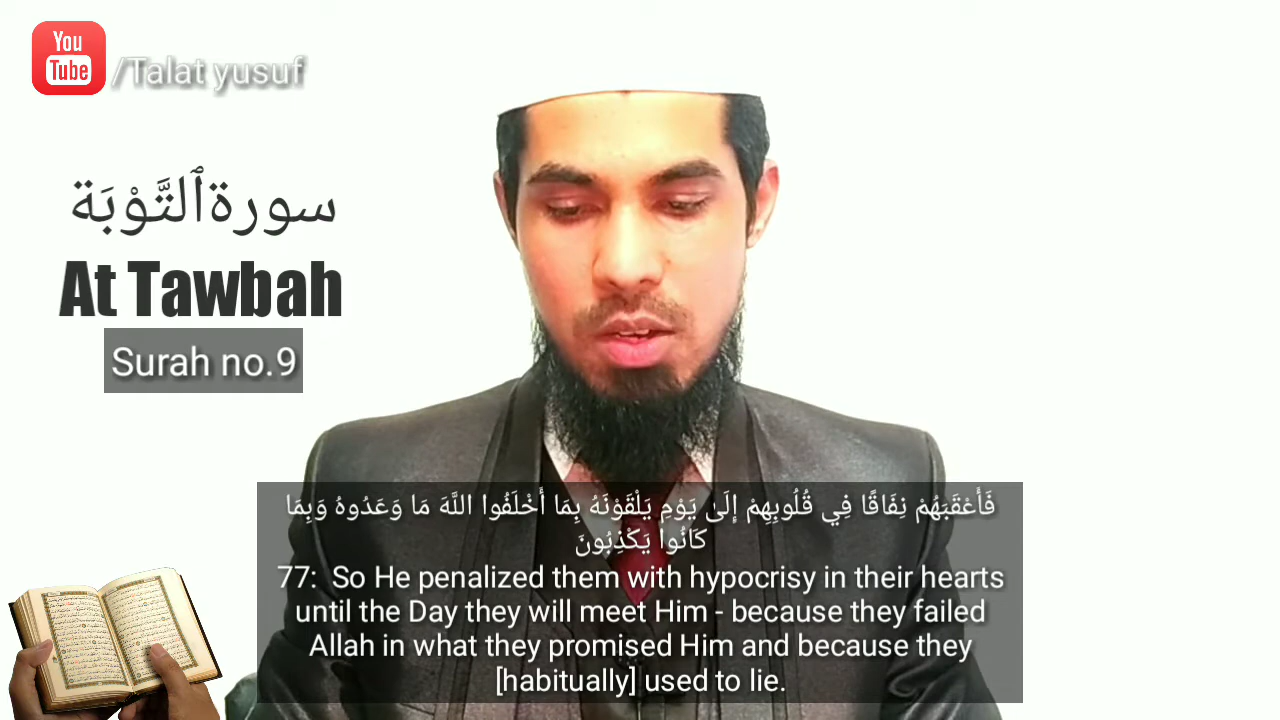 You
Tube
/Talat yusuf
سورةٱلتَّوْبَة
At Tawbah
Surah no.9
فَأَعْقَبَهُمْ نِفَاقًا فِي قُلُوبِهِمْ إِلَىٰ يَوْمِ يَلْقَوْنَهُ بِمَا أَخْلَفُوا اللَّهَ مَا وَعَدُوهُ وَبِمَا
كَانُوا يَكْذِبُونَ
77: So He penalized them with hypocrisy in their hearts
until the Day they will meet Him - because they failed
Allah in what they promised Him and because they
[habitually] used to lie.